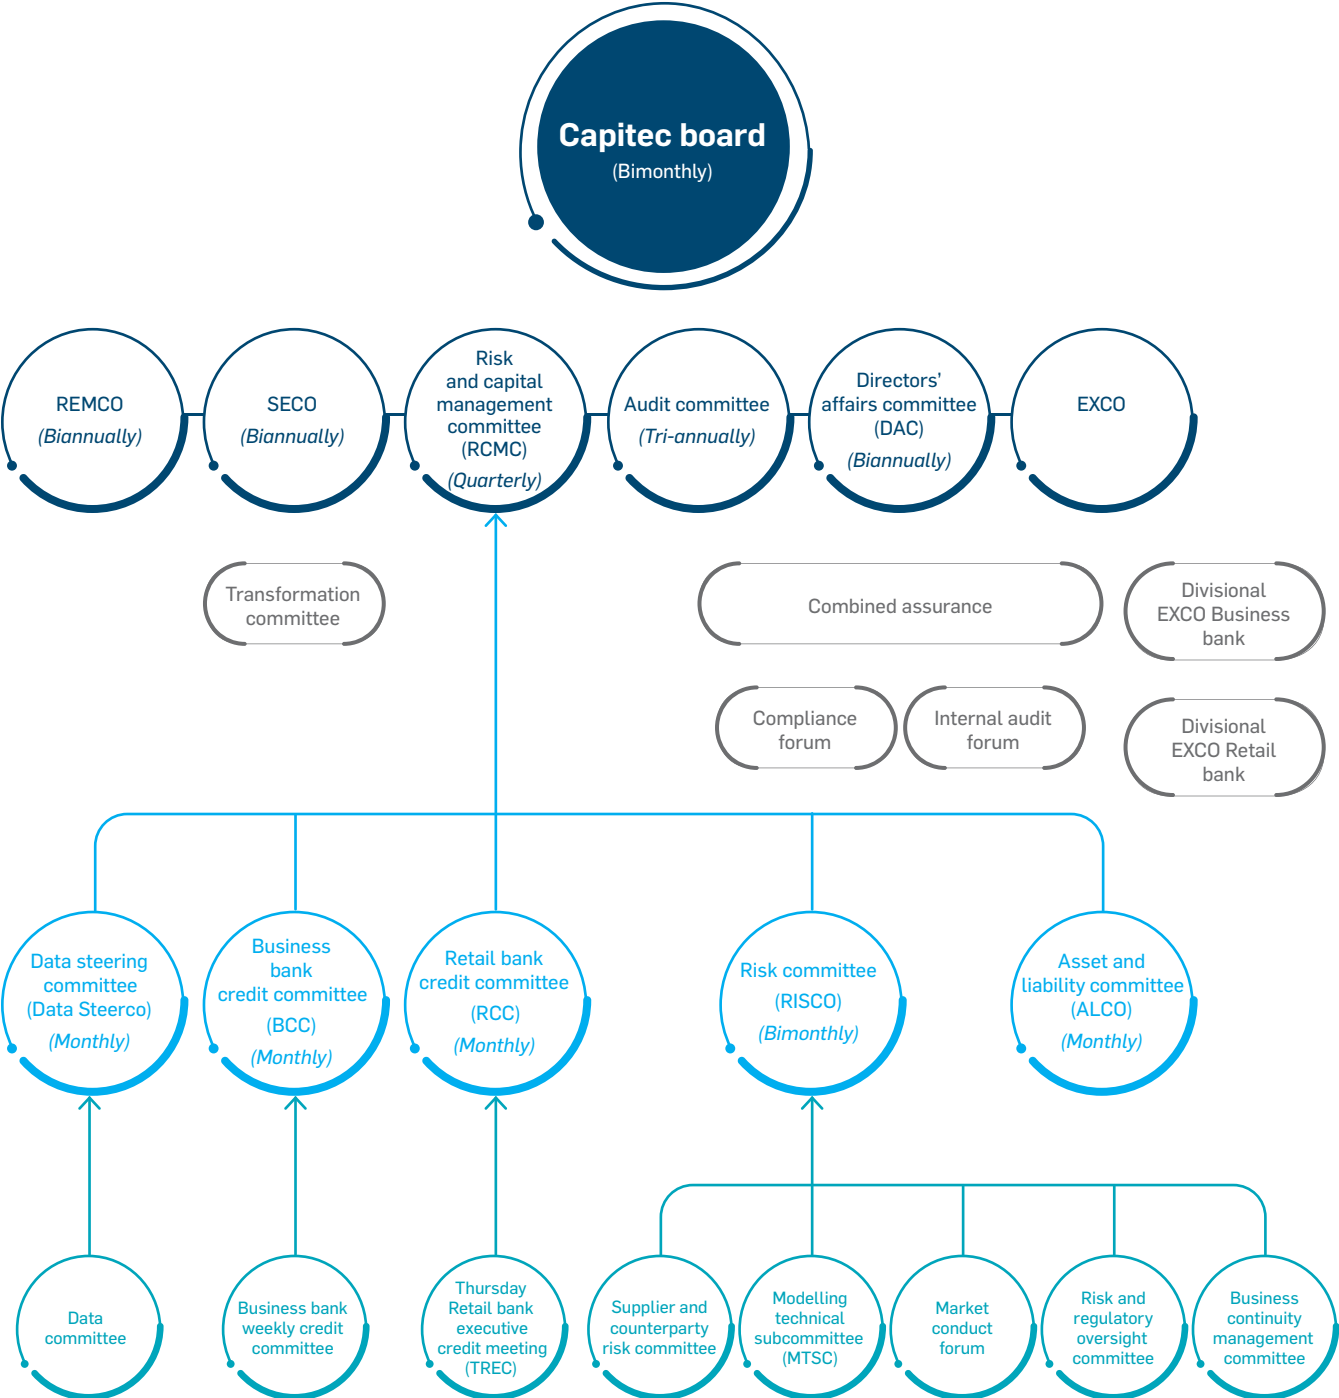 Capitec board
(Bimonthly)
REMCO
(Biannually)
SECO
(Biannually)
Risk
and capital
management
committee
(RCMC)
(Quarterly)
Audit committee
(Tri-annually)
Directors'
affairs committee
(DAC)
(Biannually)
EXCO
Transformation
committee
Combined assurance
Divisional
EXCO Business
bank
Compliance
forum
Internal audit
forum
Divisional
EXCO Retail
bank
Data steering
committee
(Data Steerco)
(Monthly)
Business
bank
credit committee
(BCC)
(Monthly)
Retail bank
credit committee
(RCC)
(Monthly)
Risk committee
(RISCO)
(Bimonthly)
Asset and
liability committee
(ALCO)
(Monthly)
Data
committee
Business bank
weekly credit
committee
Thursday
Retail bank
executive
credit meeting
(TREC)
Supplier and
counterparty
risk committee
Modelling
technical
subcommittee
(MTSC)
Market
conduct
forum
Risk and
regulatory
oversight
committee
Business
continuity
management
committee